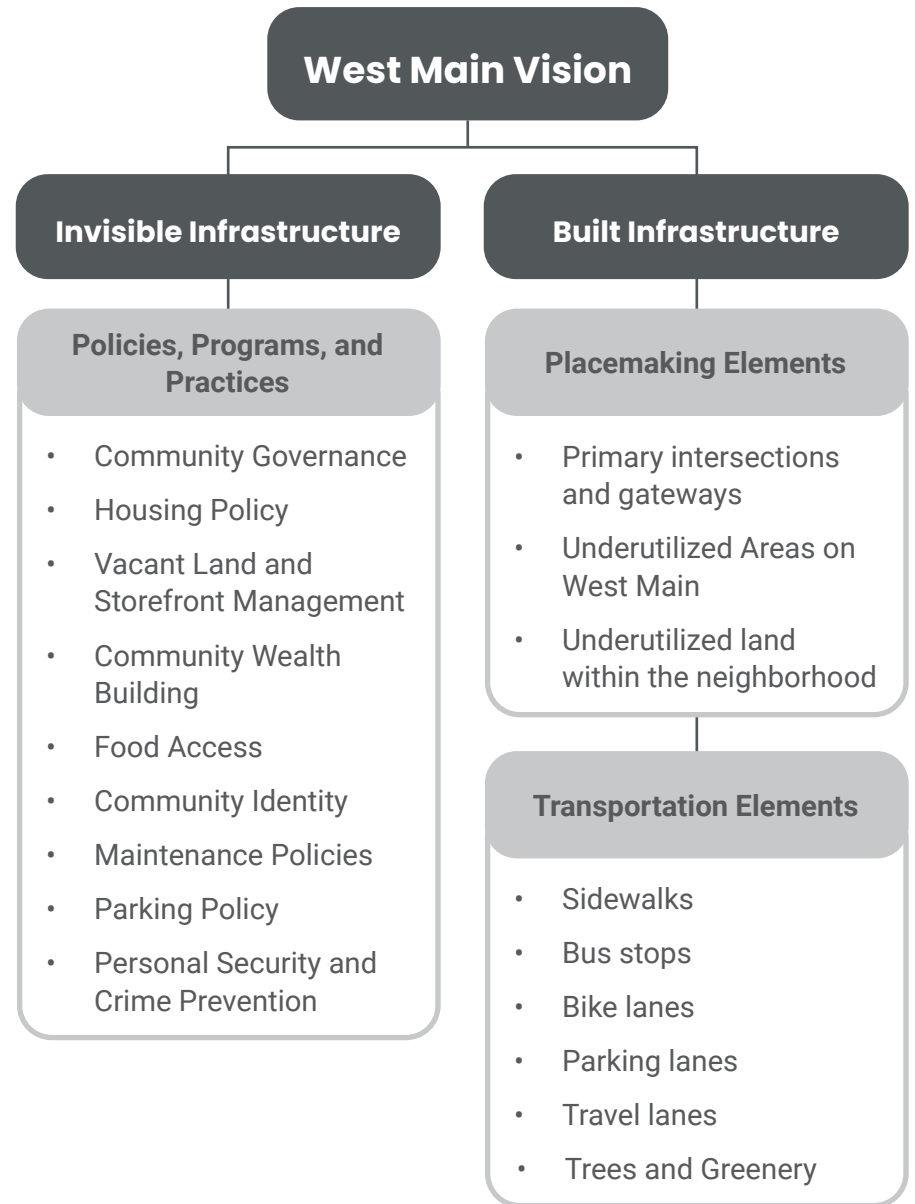 West Main Vision
Invisible Infrastructure
Policies, Programs, and
Practices
• Community Governance
• Housing Policy
• Vacant Land and
Storefront Management
• Community Wealth
Building
• Food Access
• Community Identity
• Maintenance Policies
• Parking Policy
• Personal Security and
Crime Prevention
Built Infrastructure
Placemaking Elements
• Primary intersections
and gateways
• Underutilized Areas on
West Main
• Underutilized land
within the neighborhood
Transportation Elements
• Sidewalks
• Bus stops
• Bike lanes
• Parking lanes
• Travel lanes
• Trees and Greenery